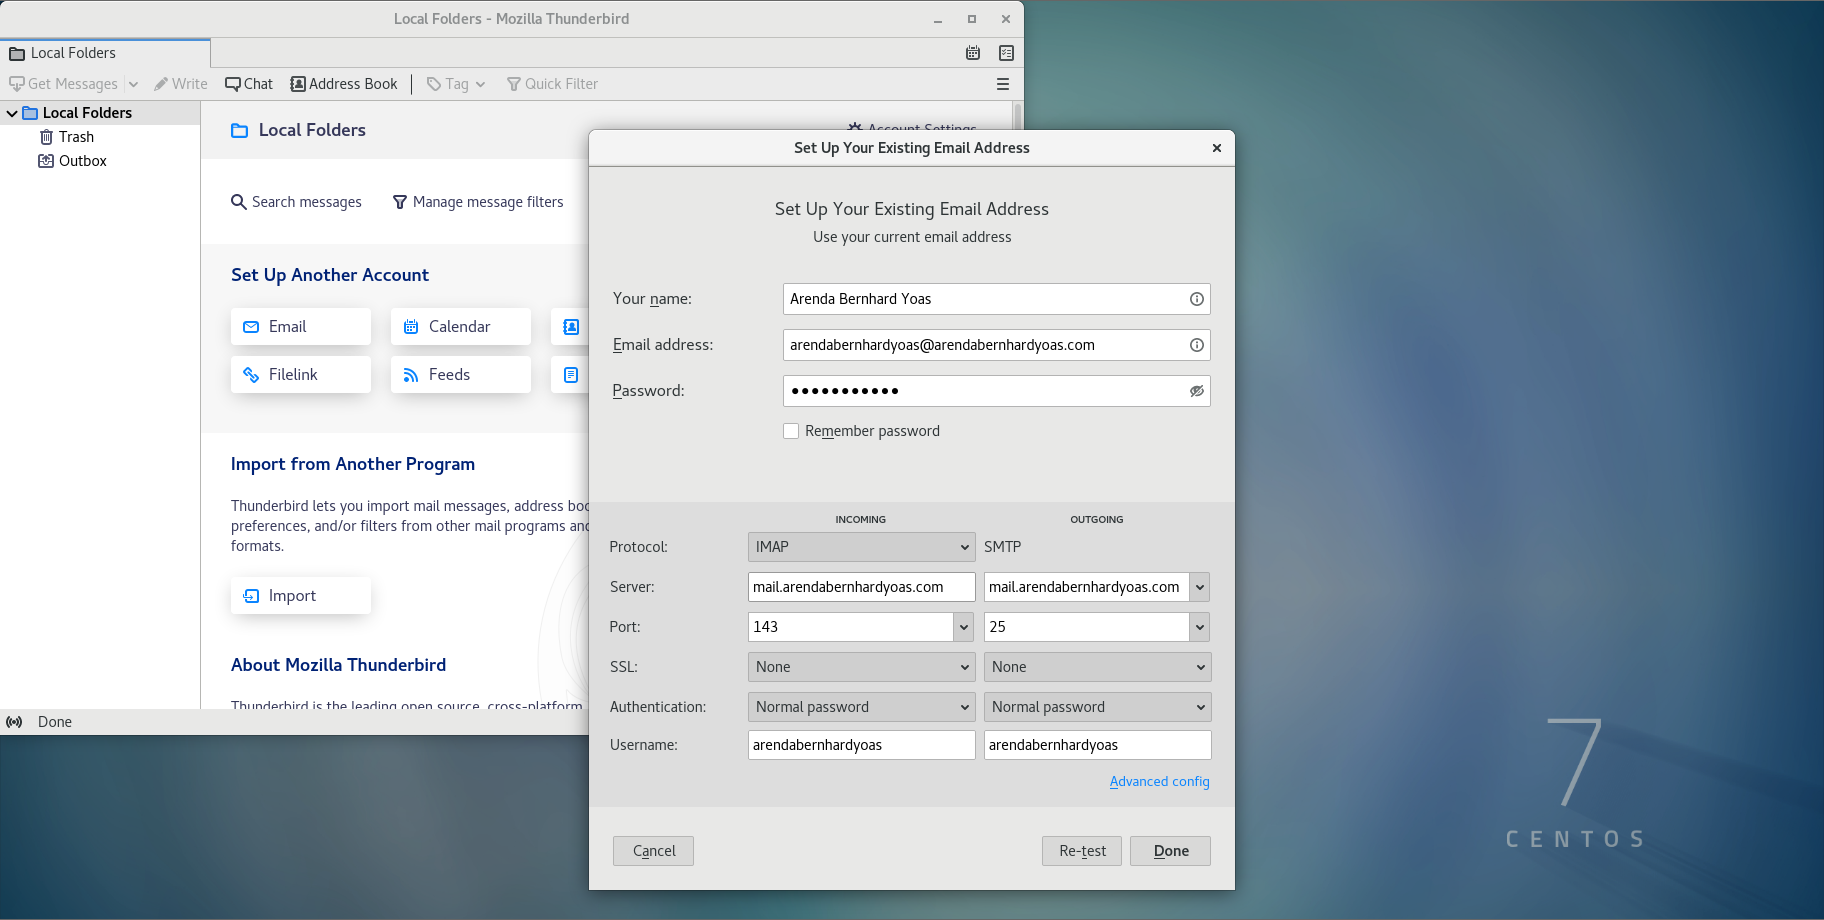 Local Folders - Mozilla Thunderbird
Local Folders
Get Messages Write Chat Address Book Tag Quick Filter
Local Folders
Trash
Outbox
Local Folders
Account Settings
Search messages Manage message filters
Set Up Another Account
Email Calendar
Filelink Feeds
Import from Another Program
Thunderbird lets you import mail messages, address boo
preferences, and/or filters from other mail programs and
formats.
Import
About Mozilla Thunderbird
Thunderbird is the leading open source, cross-platform
Done
Set Up Your Existing Email Address
Set Up Your Existing Email Address
Use your current email address
Your name: Arenda Bernhard Yoas
Email address: arendabernhardyoas@arendabernhardyoas.com
Password: ●●●●●●●●●●●
Remember password
INCOMING OUTGOING
Protocol: IMAP SMTP
Server: mail.arendabernhardyoas.com mail.arendabernhardyoas.com
Port: 143 25
SSL: None None
Authentication: Normal password Normal password
Username: arendabernhardyoas arendabernhardyoas
Advanced config
Cancel Re-test Done
7
CENTOS